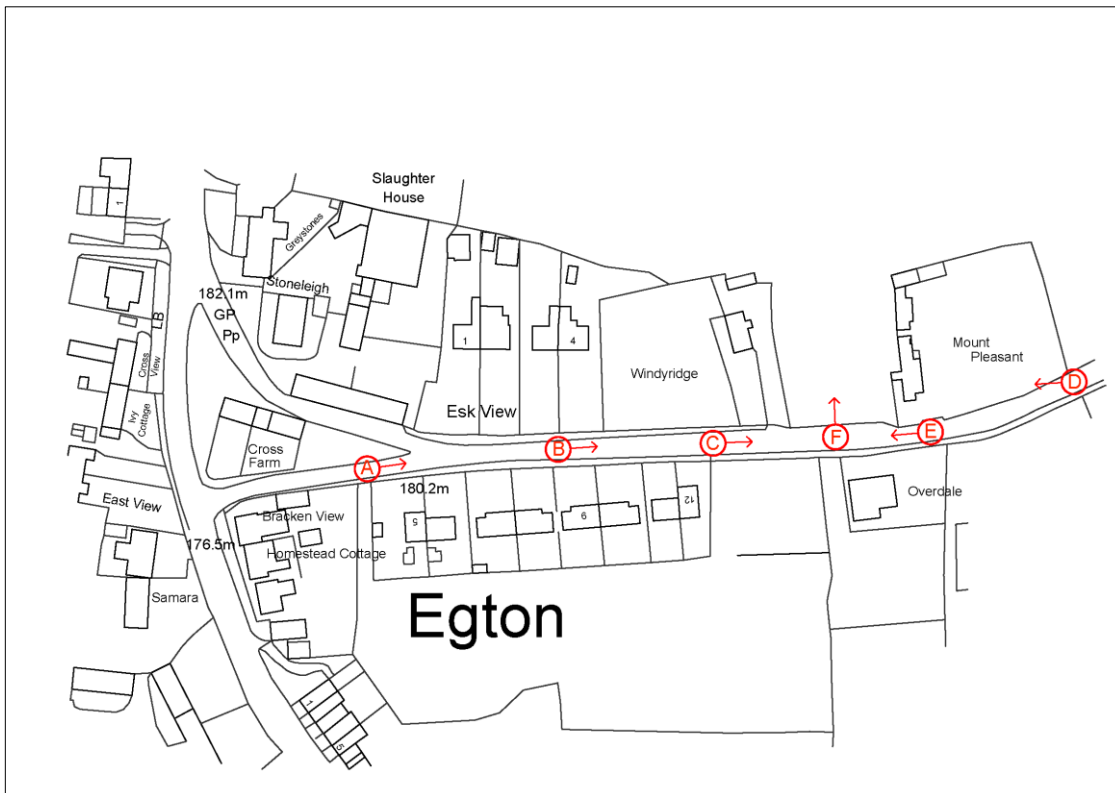 Slaughter
House
1
Greystones
Stoneleigh
182.1m
GP
Pp
B
Cross
View
Ivy
Cottage
1
4
Windyridge
Mount
Pleasant
D
Esk View
Cross
Farm
A
B
C
F
E
East View
180.2m
Bracken View
5
9
12
Overdale
176.5m
Homestead Cottage
Samara
Egton
1
5